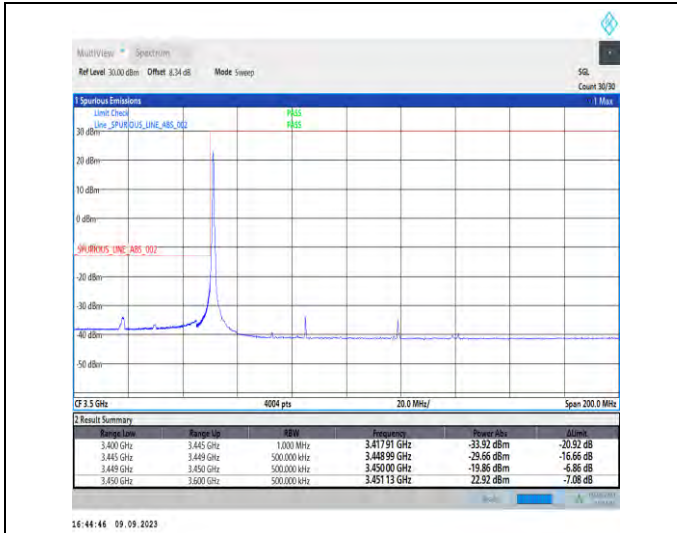 MultiView Spectrum
Ref Level 30.00 dBm Offset 8.34 dB Mode Sweep SGL
Count 30/30
1 Spurious Emissions 1 Max
Limit Check PASS
Line _SPURIOUS_LINE_ABS_002 PASS
30 dBm
20 dBm
10 dBm
0 dBm
_SPURIOUS_LINE_ABS_002
-20 dBm
-30 dBm
-40 dBm
-50 dBm
CF 3.5 GHz 4004 pts 20.0 MHz/ Span 200.0 MHz
2 Result Summary
Range Low Range Up RBW Frequency Power Abs ΔLimit
3.400 GHz 3.445 GHz 1.000 MHz 3.417 91 GHz -33.92 dBm -20.92 dB
3.445 GHz 3.449 GHz 500.000 kHz 3.448 99 GHz -29.66 dBm -16.66 dB
3.449 GHz 3.450 GHz 500.000 kHz 3.450 00 GHz -19.86 dBm -6.86 dB
3.450 GHz 3.600 GHz 500.000 kHz 3.451 13 GHz 22.92 dBm -7.08 dB
16:44:46 09.09.2023